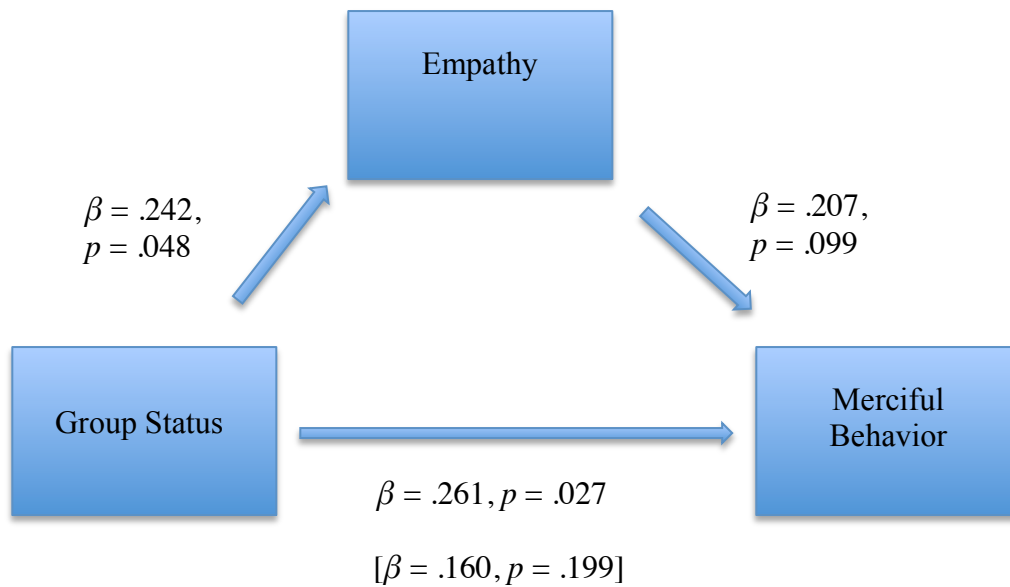 Empathy
β = .242,
p = .048
β = .207,
p = .099
Group Status
Merciful
Behavior
β = .261, p = .027
[β = .160, p = .199]